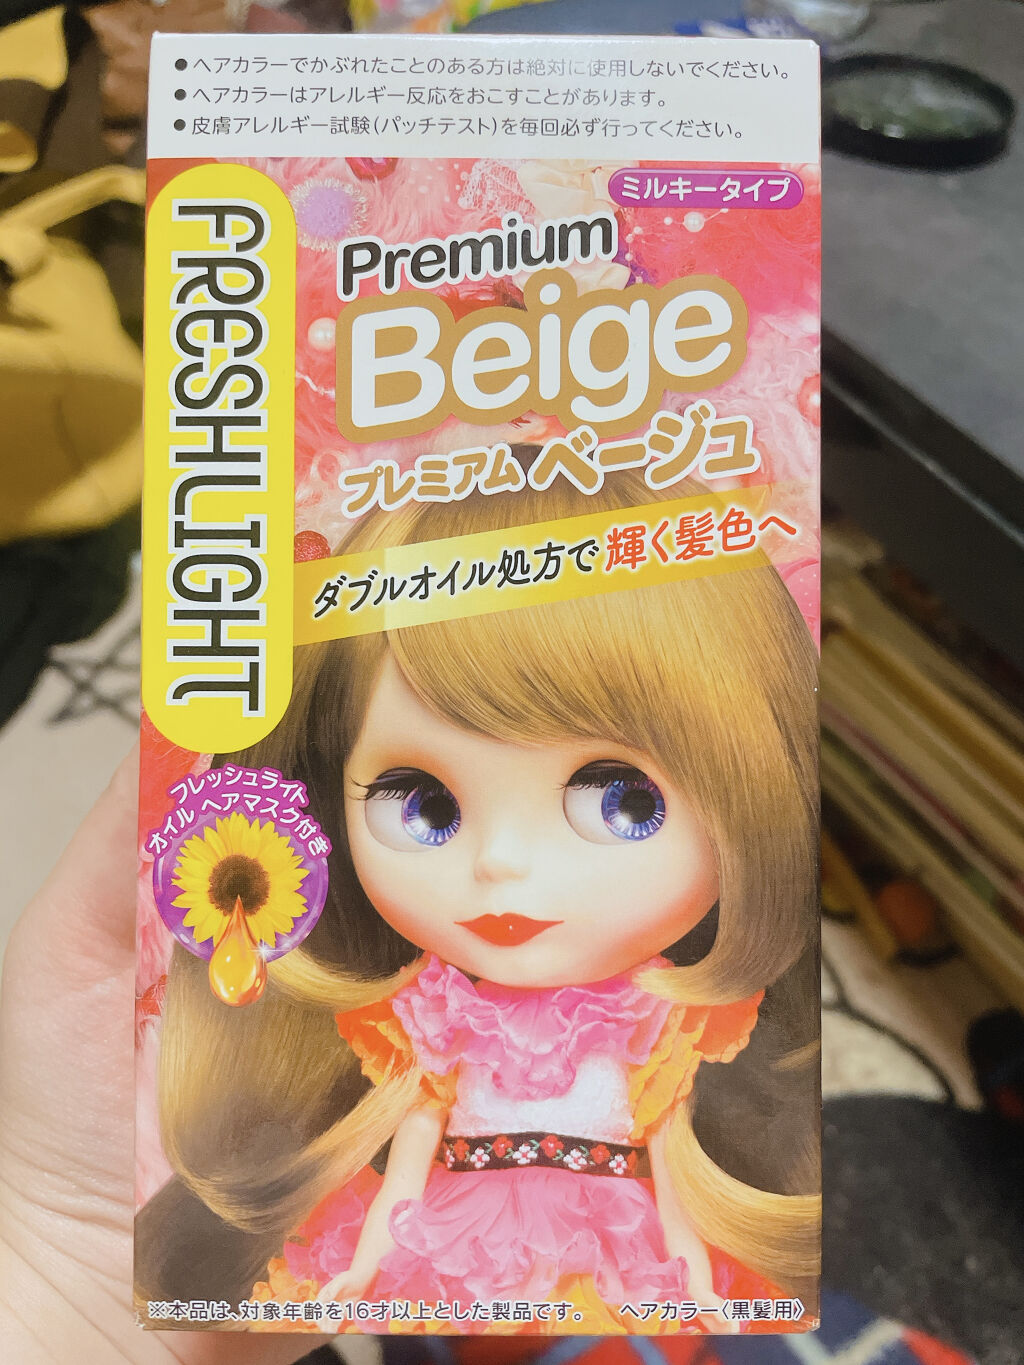 ●ヘアカラーでかぶれたことのある方は絶対に使用しないでください。
●ヘアカラーはアレルギー反応をおこすことがあります。
●皮膚アレルギー試験(パッチテスト)を毎回必ず行ってください。
ミルキータイプ
FRESHLIGHT
Premium
Beige
プレミアムベージュ
ダブルオイル処方で輝く髪色へ
フレッシュライト
オイル ヘアマスク付き
※本品は、対象年齢を16才以上とした製品です。 ヘアカラー〈黒髪用〉